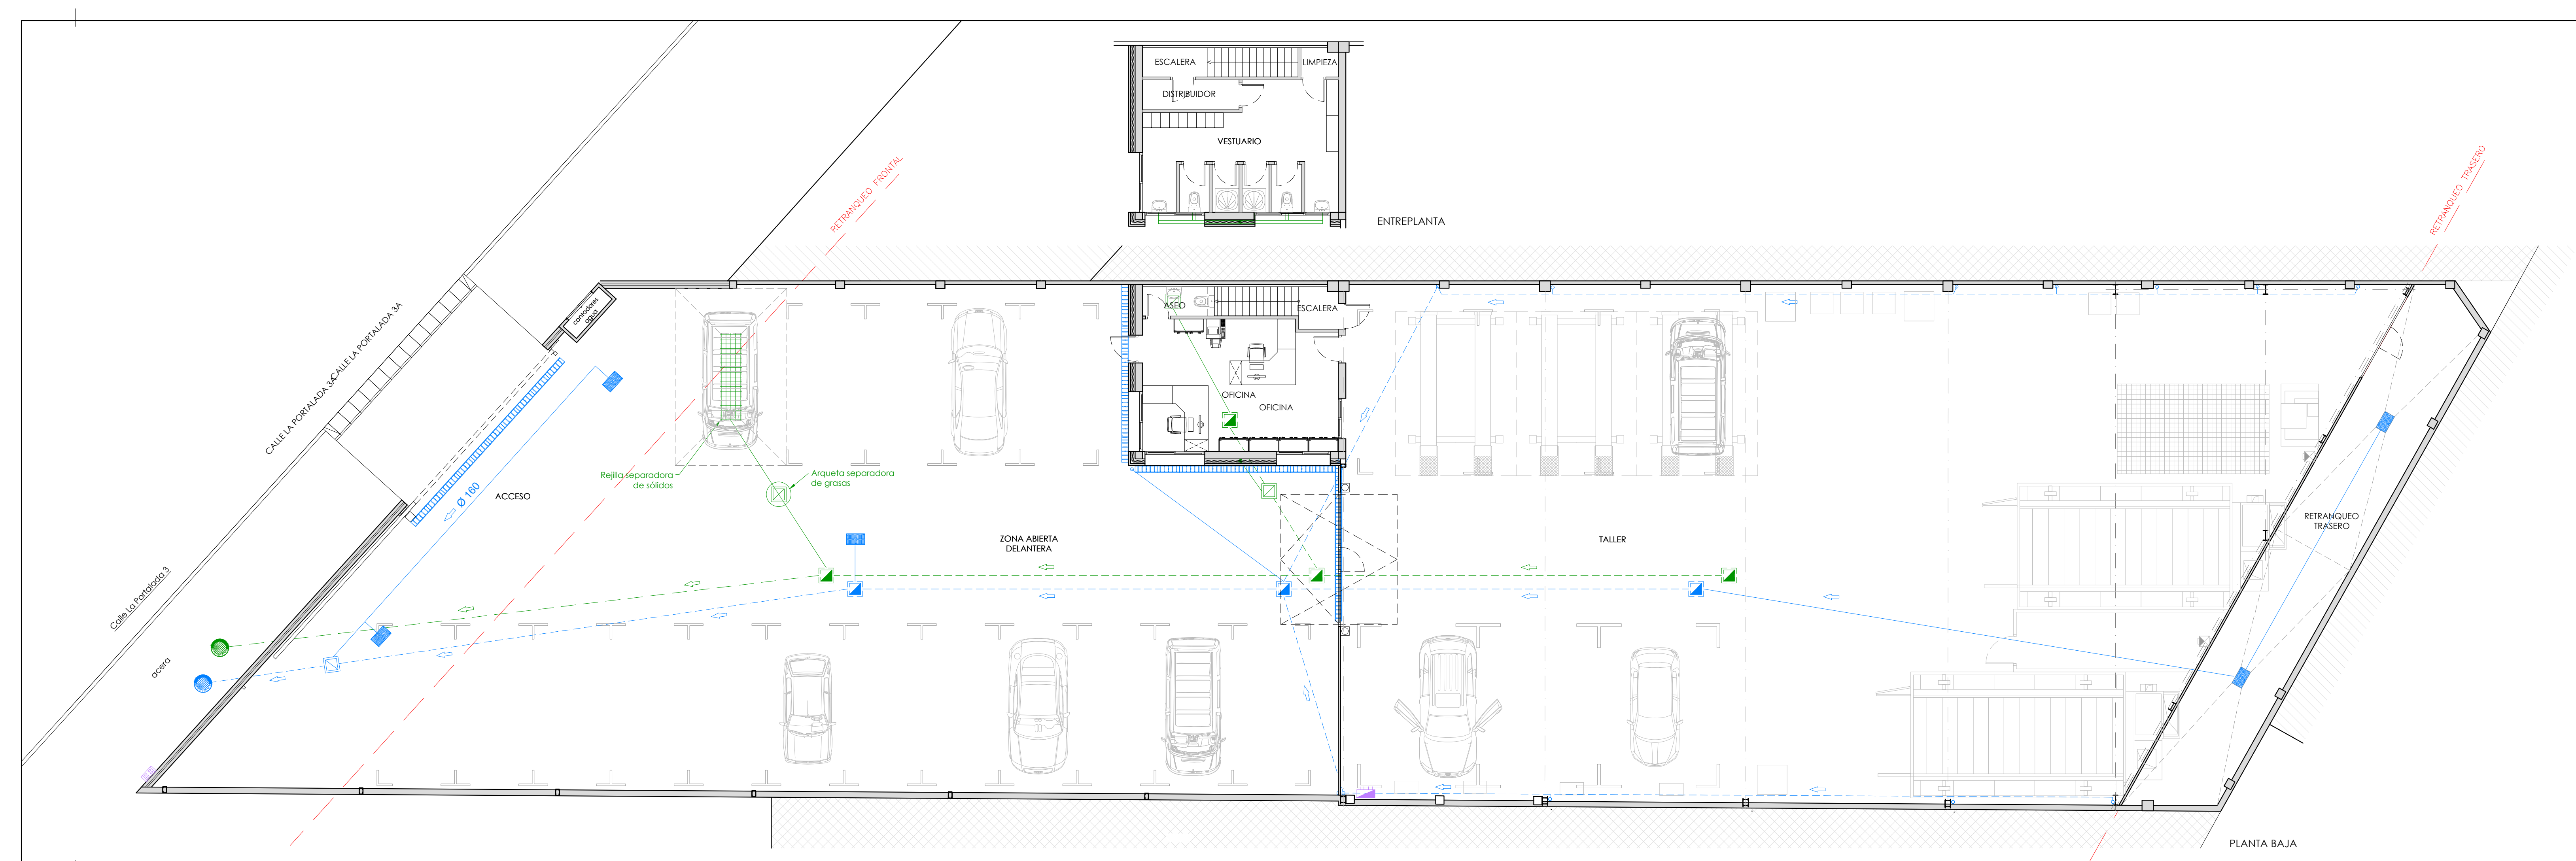 ESCALERA
LIMPIEZA
DISTRIBUIDOR
VESTUARIO
ENTREPLANTA
RETRANQUEO FRONTAL
RETRANQUEO TRASERO
contadores
agua
CALLE LA PORTALADA 3A
CALLE LA PORTALADA 3A
ASEO
ESCALERA
OFICINA
OFICINA
Rejilla separadora
de sólidos
Arqueta separadora
de grasas
Ø 160
ACCESO
ZONA ABIERTA
DELANTERA
TALLER
RETRANQUEO
TRASERO
Calle La Portalada 3
acera
PLANTA BAJA